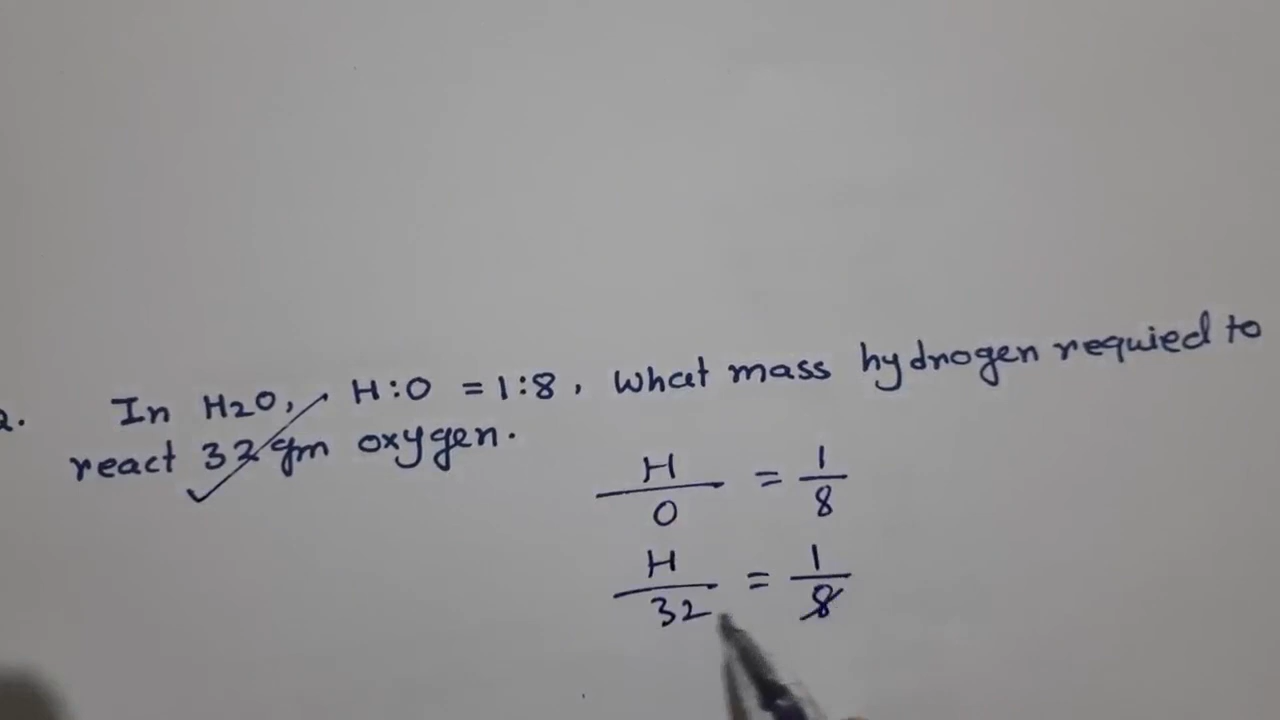 2. In H2O, H:O = 1:8, What mass hydrogen requied to
react 32 gm oxygen.
H/O = 1/8
H/32 = 1/8